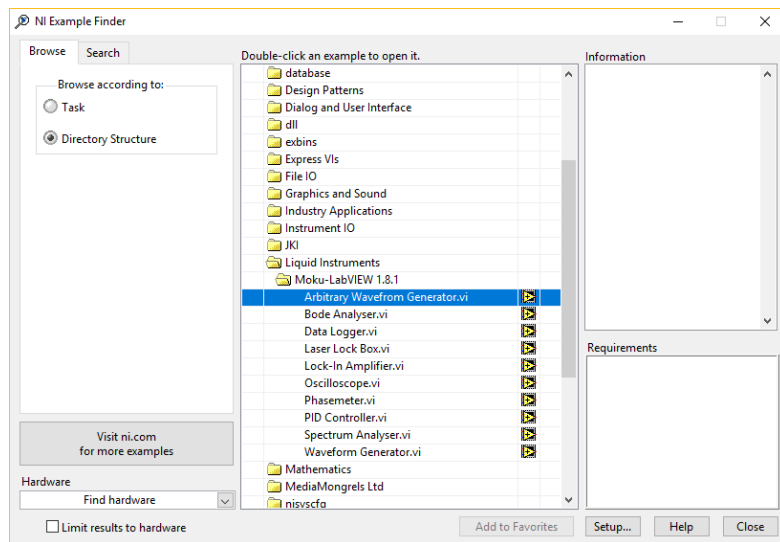 NI Example Finder
Browse
Search
Browse according to:
Task
Directory Structure
Visit ni.com
for more examples
Hardware
Find hardware
Limit results to hardware
Double-click an example to open it.
database
Design Patterns
Dialog and User Interface
dll
exbins
Express VIs
File IO
Graphics and Sound
Industry Applications
Instrument IO
JKI
Liquid Instruments
Moku-LabVIEW 1.8.1
Arbitrary Wavefrom Generator.vi
Bode Analyser.vi
Data Logger.vi
Laser Lock Box.vi
Lock-In Amplifier.vi
Oscilloscope.vi
Phasemeter.vi
PID Controller.vi
Spectrum Analyser.vi
Waveform Generator.vi
Mathematics
MediaMongrels Ltd
nisyscfg
Information
Requirements
Add to Favorites
Setup...
Help
Close